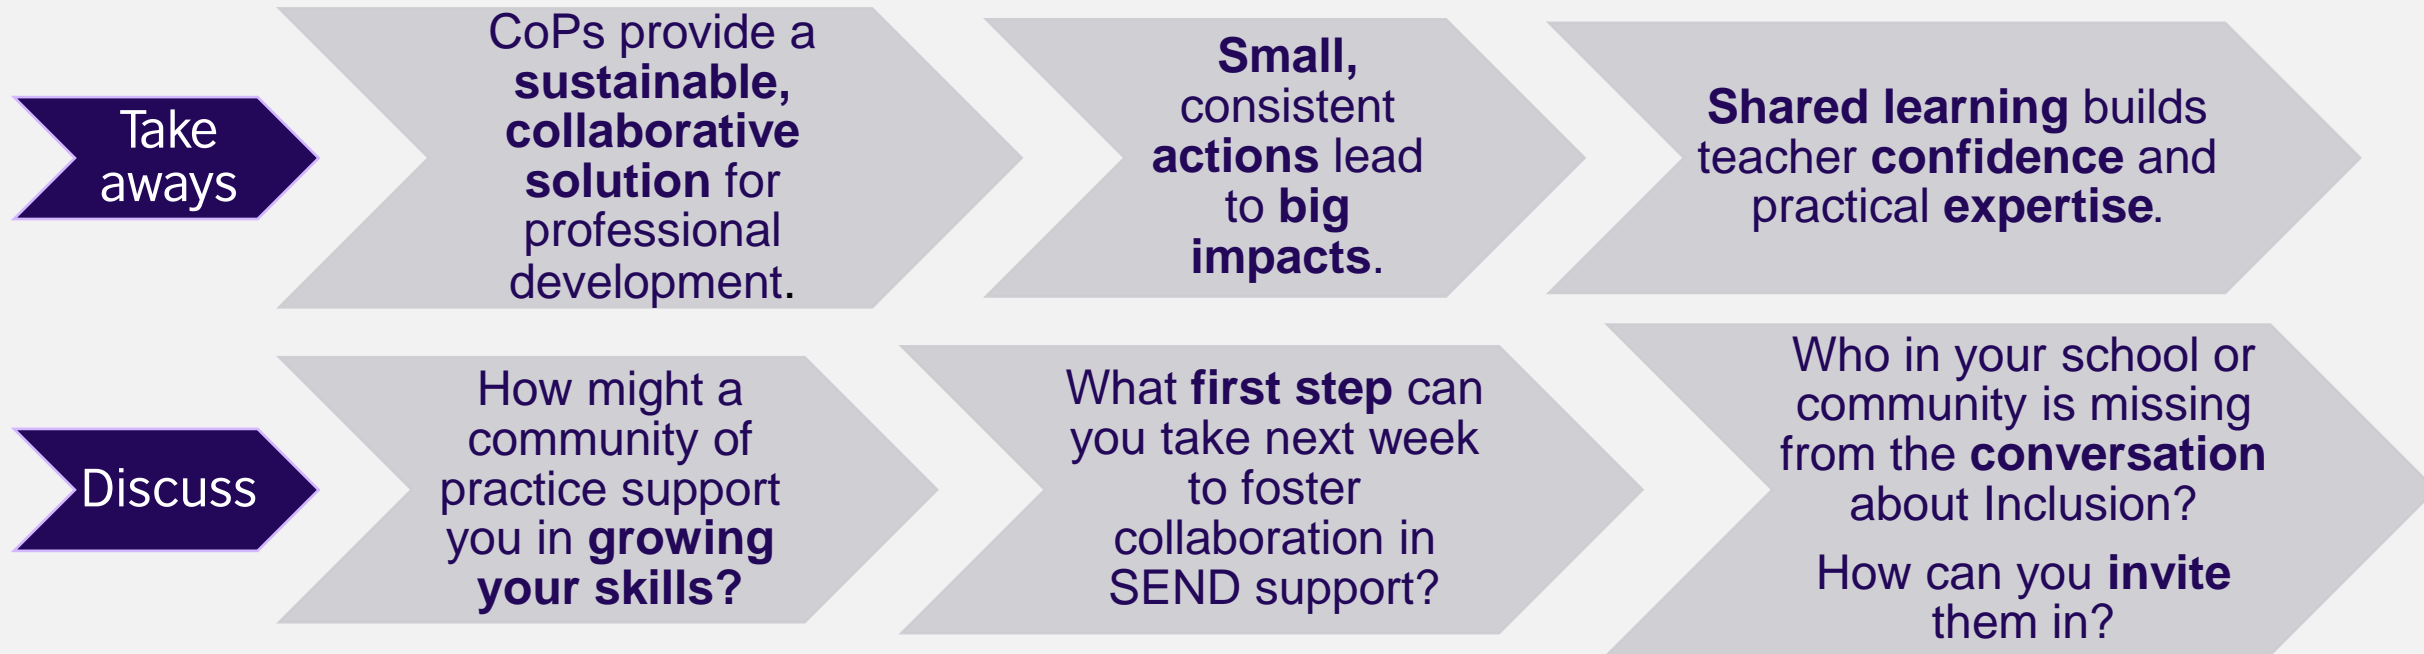 Take
aways
CoPs provide a
sustainable,
collaborative
solution for
professional
development.
Small,
consistent
actions lead
to big
impacts.
Shared learning builds
teacher confidence and
practical expertise.
Discuss
How might a
community of
practice support
you in growing
your skills?
What first step can
you take next week
to foster
collaboration in
SEND support?
Who in your school or
community is missing
from the conversation
about Inclusion?
How can you invite
them in?